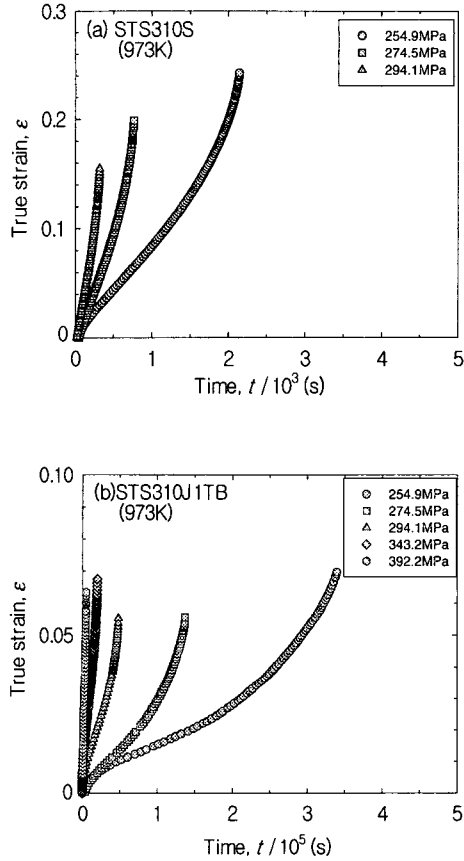 (a) STS310S
(973K)
254.9MPa
274.5MPa
294.1MPa
True strain, ε
0.3
0.2
0.1
0
0 1 2 3 4 5
Time, t / 10³ (s)
(b)STS310J1TB
(973K)
254.9MPa
274.5MPa
294.1MPa
343.2MPa
392.2MPa
True strain, ε
0.10
0.05
0
0 1 2 3 4 5
Time, t / 10⁵ (s)